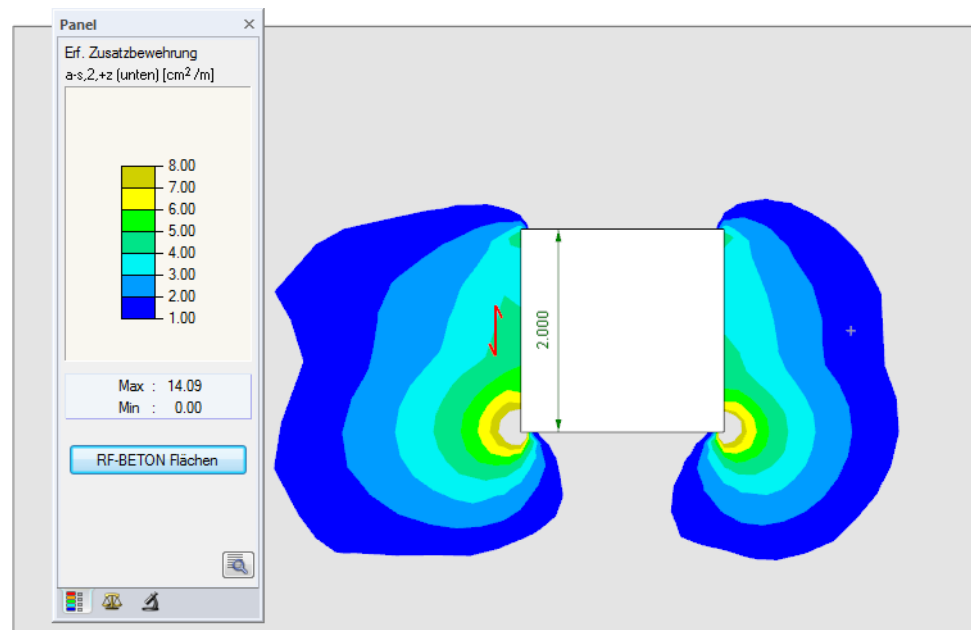 Panel
Erf. Zusatzbewehrung
a-s,2,+z (unten) [cm²/m]
8.00
7.00
6.00
5.00
4.00
3.00
2.00
1.00
Max : 14.09
Min : 0.00
RF-BETON Flächen
2.000